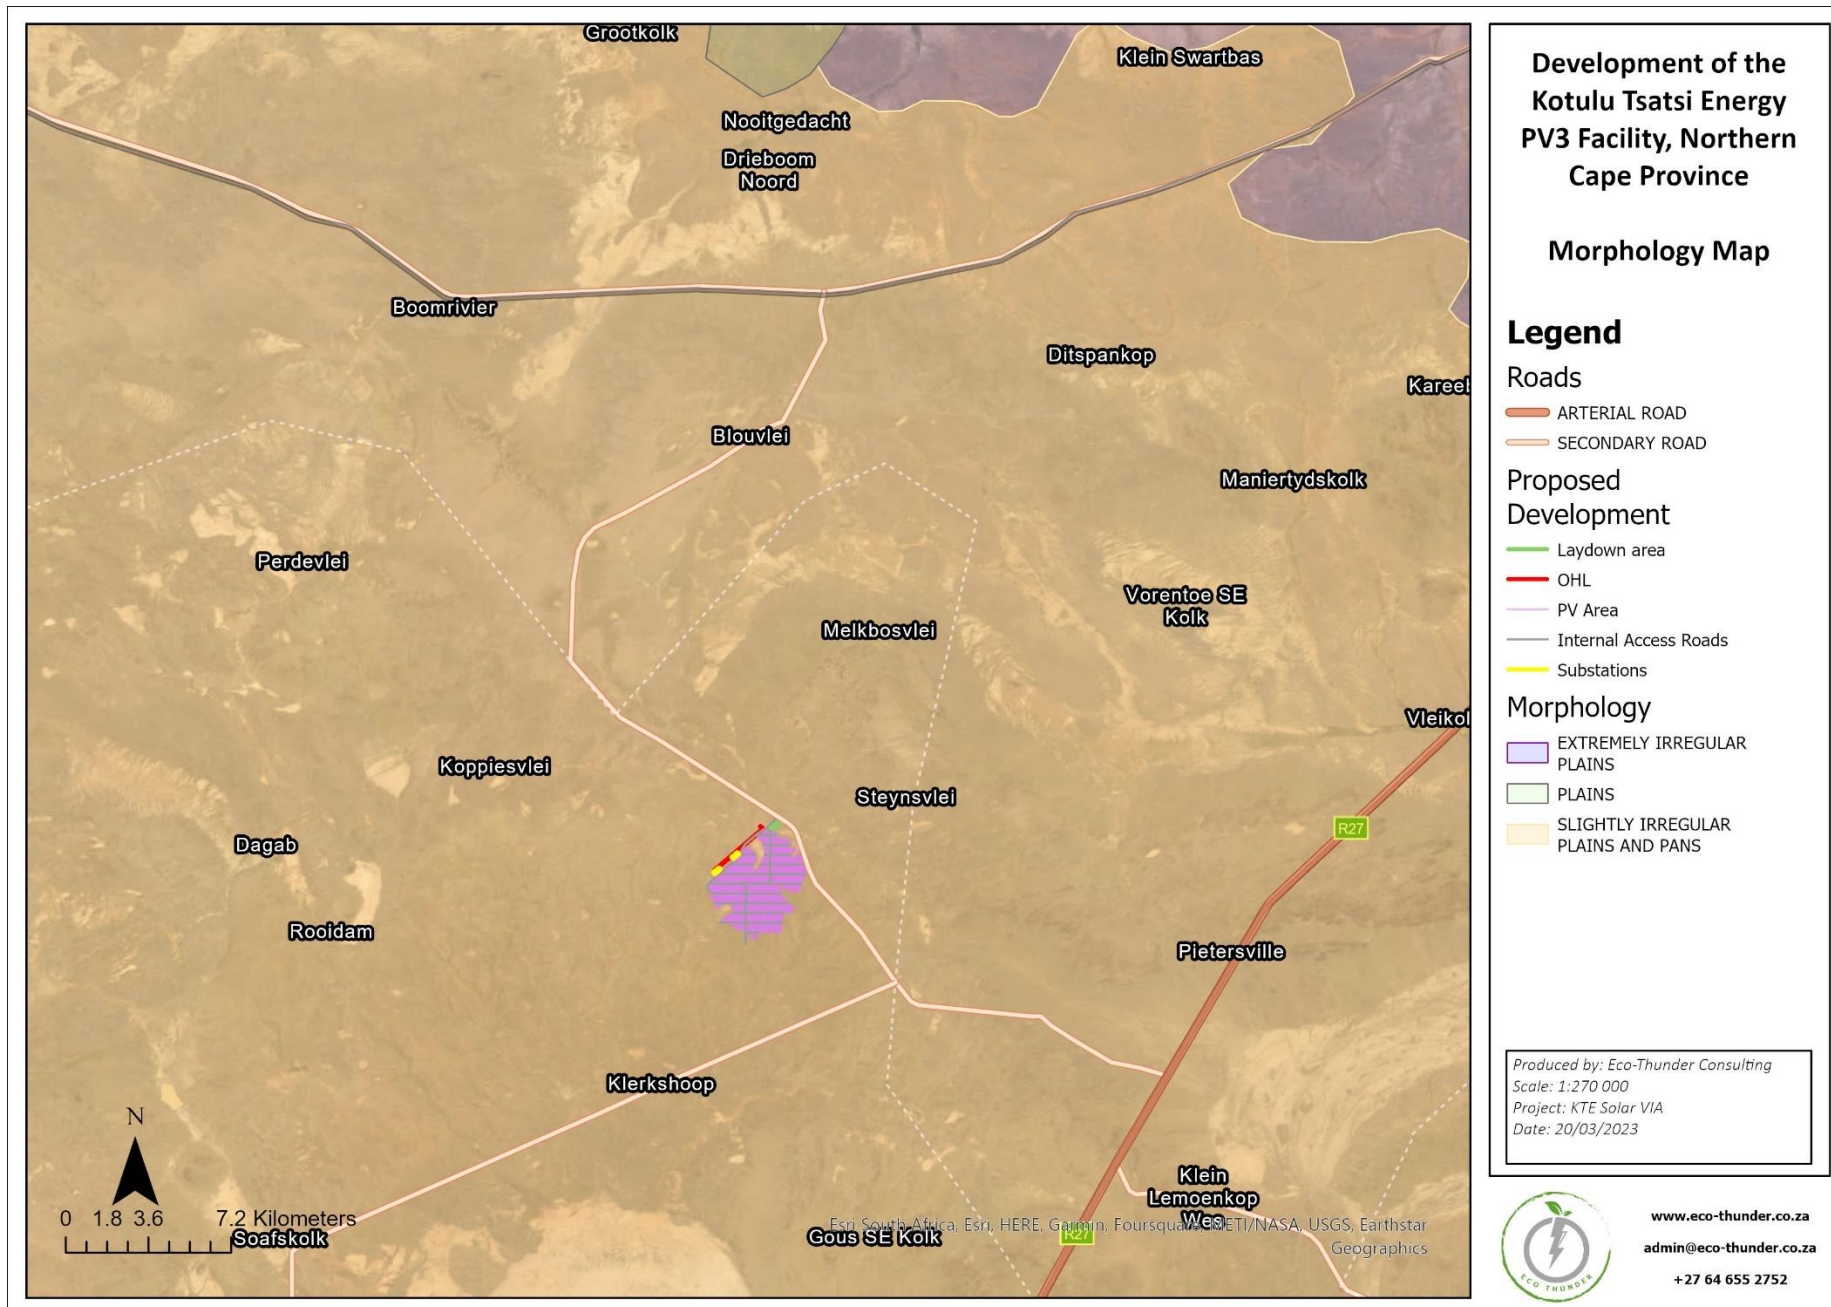 Grootkolk
Klein Swartbas
Nooitgedacht
Drieboom
Noord
Boomrivier
Ditspankop
Blouvlei
Maniertydskolk
Perdevlei
Vorentoe SE
Kolk
Melkbosvlei
Koppiesvlei
Steynsvlei
R27
Dagab
Rooidam
Pietersville
Klerkshoop
Klein
Lemoenkop
Weg
R27
Soafskolk
Gous SE Kolk
N
0 1.8 3.6 7.2 Kilometers
Esri South Africa, Esri, HERE, Garmin, Foursquare, METI/NASA, USGS, Earthstar
Geographics
Development of the
Kotulu Tsatsi Energy
PV3 Facility, Northern
Cape Province
Morphology Map
Legend
Roads
ARTERIAL ROAD
SECONDARY ROAD
Proposed
Development
Laydown area
OHL
PV Area
Internal Access Roads
Substations
Morphology
EXTREMELY IRREGULAR
PLAINS
PLAINS
SLIGHTLY IRREGULAR
PLAINS AND PANS
Produced by: Eco-Thunder Consulting
Scale: 1:270 000
Project: KTE Solar VIA
Date: 20/03/2023
ECO THUNDER
www.eco-thunder.co.za
admin@eco-thunder.co.za
+27 64 655 2752